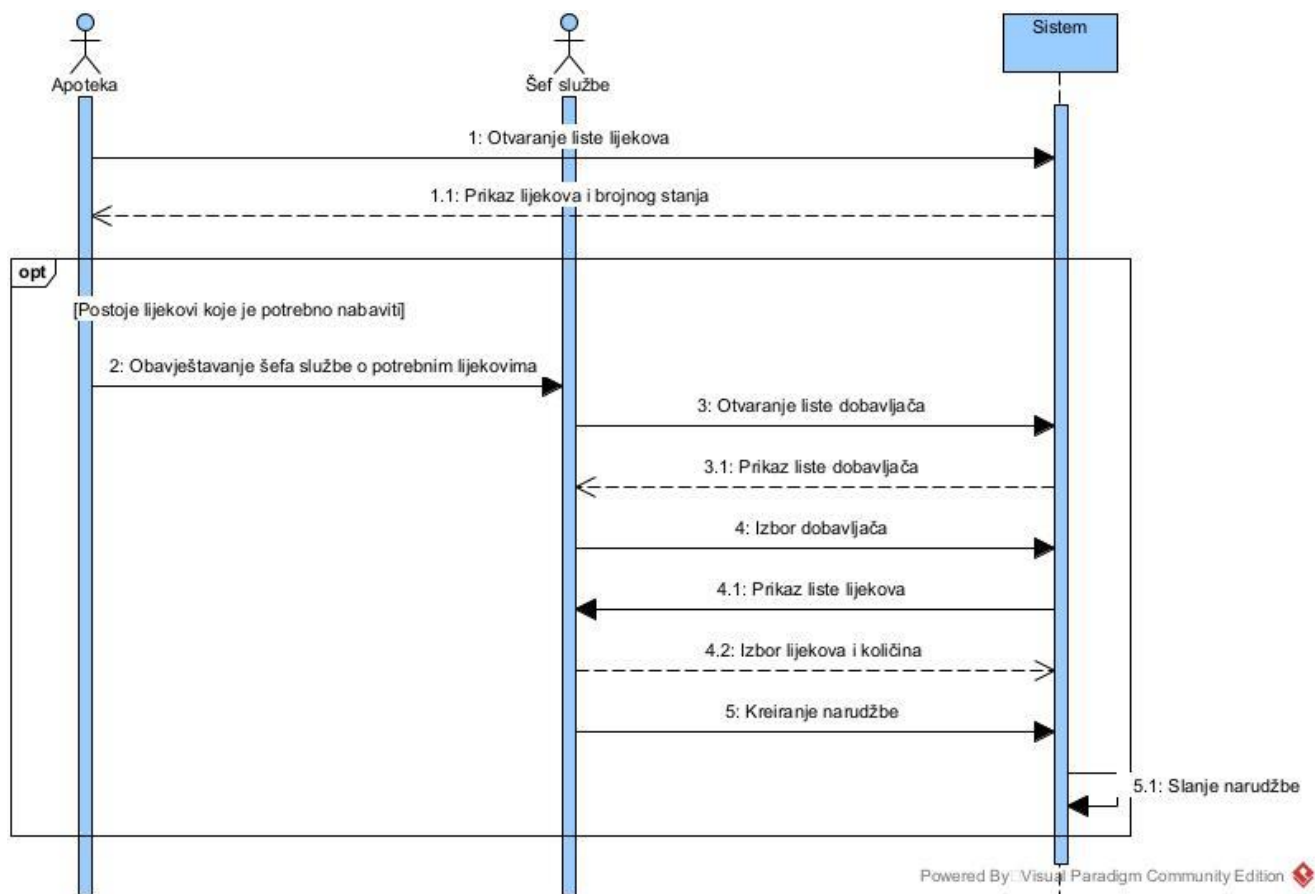 Sistem
Apoteka
Šef službe
1: Otvaranje liste lijekova
1.1: Prikaz lijekova i brojnog stanja
opt
[Postoje lijekovi koje je potrebno nabaviti]
2: Obavještavanje šefa službe o potrebnim lijekovima
3: Otvaranje liste dobavljača
3.1: Prikaz liste dobavljača
4: Izbor dobavljača
4.1: Prikaz liste lijekova
4.2: Izbor lijekova i količina
5: Kreiranje narudžbe
5.1: Slanje narudžbe
Powered By Visual Paradigm Community Edition